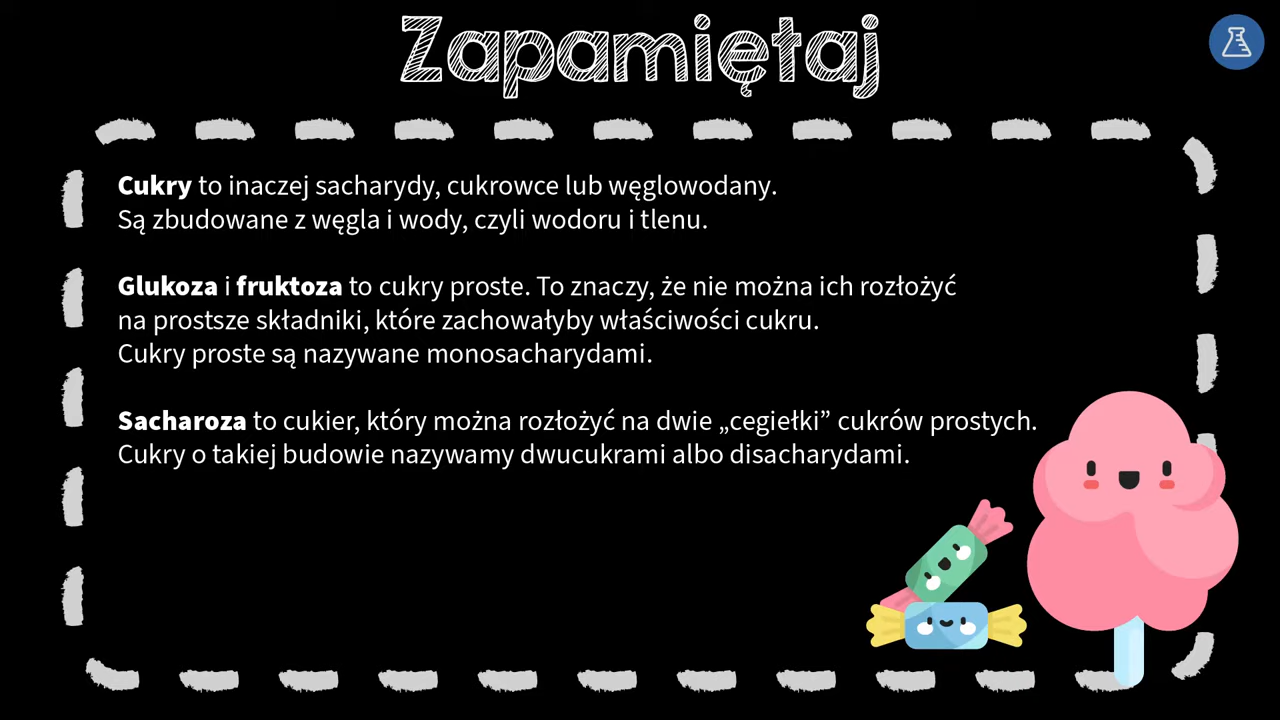 Zapamiętaj
Cukry to inaczej sacharydy, cukrowce lub węglowodany.
Są zbudowane z węgla i wody, czyli wodoru i tlenu.
Glukoza i fruktoza to cukry proste. To znaczy, że nie można ich rozłożyć
na prostsze składniki, które zachowałyby właściwości cukru.
Cukry proste są nazywane monosacharydami.
Sacharoza to cukier, który można rozłożyć na dwie „cegiełki” cukrów prostych.
Cukry o takiej budowie nazywamy dwucukrami albo disacharydami.